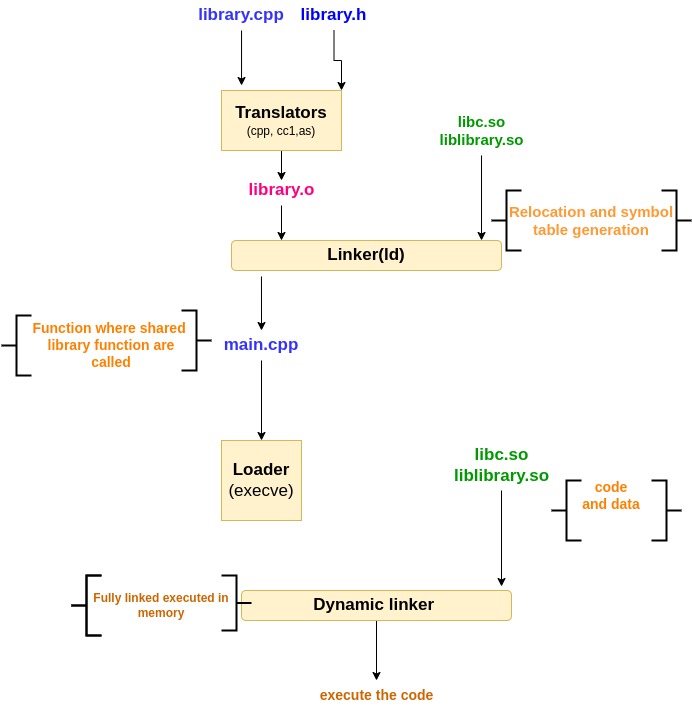 library.cpp library.h
Translators
(cpp, cc1,as)
libc.so
liblibrary.so
library.o
Relocation and symbol
table generation
Linker(Id)
Function where shared
library function are
called
main.cpp
Loader
(execve)
libc.so
liblibrary.so
code
and data
Fully linked executed in
memory
Dynamic linker
execute the code